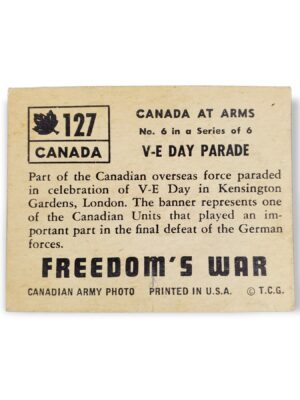 127
CANADA
CANADA AT ARMS
No. 6 in a Series of 6
V-E DAY PARADE
Part of the Canadian overseas force paraded
in celebration of V-E Day in Kensington
Gardens, London. The banner represents one
of the Canadian Units that played an im-
portant part in the final defeat of the German
forces.
FREEDOM'S WAR
CANADIAN ARMY PHOTO PRINTED IN U.S.A. © T.C.G.